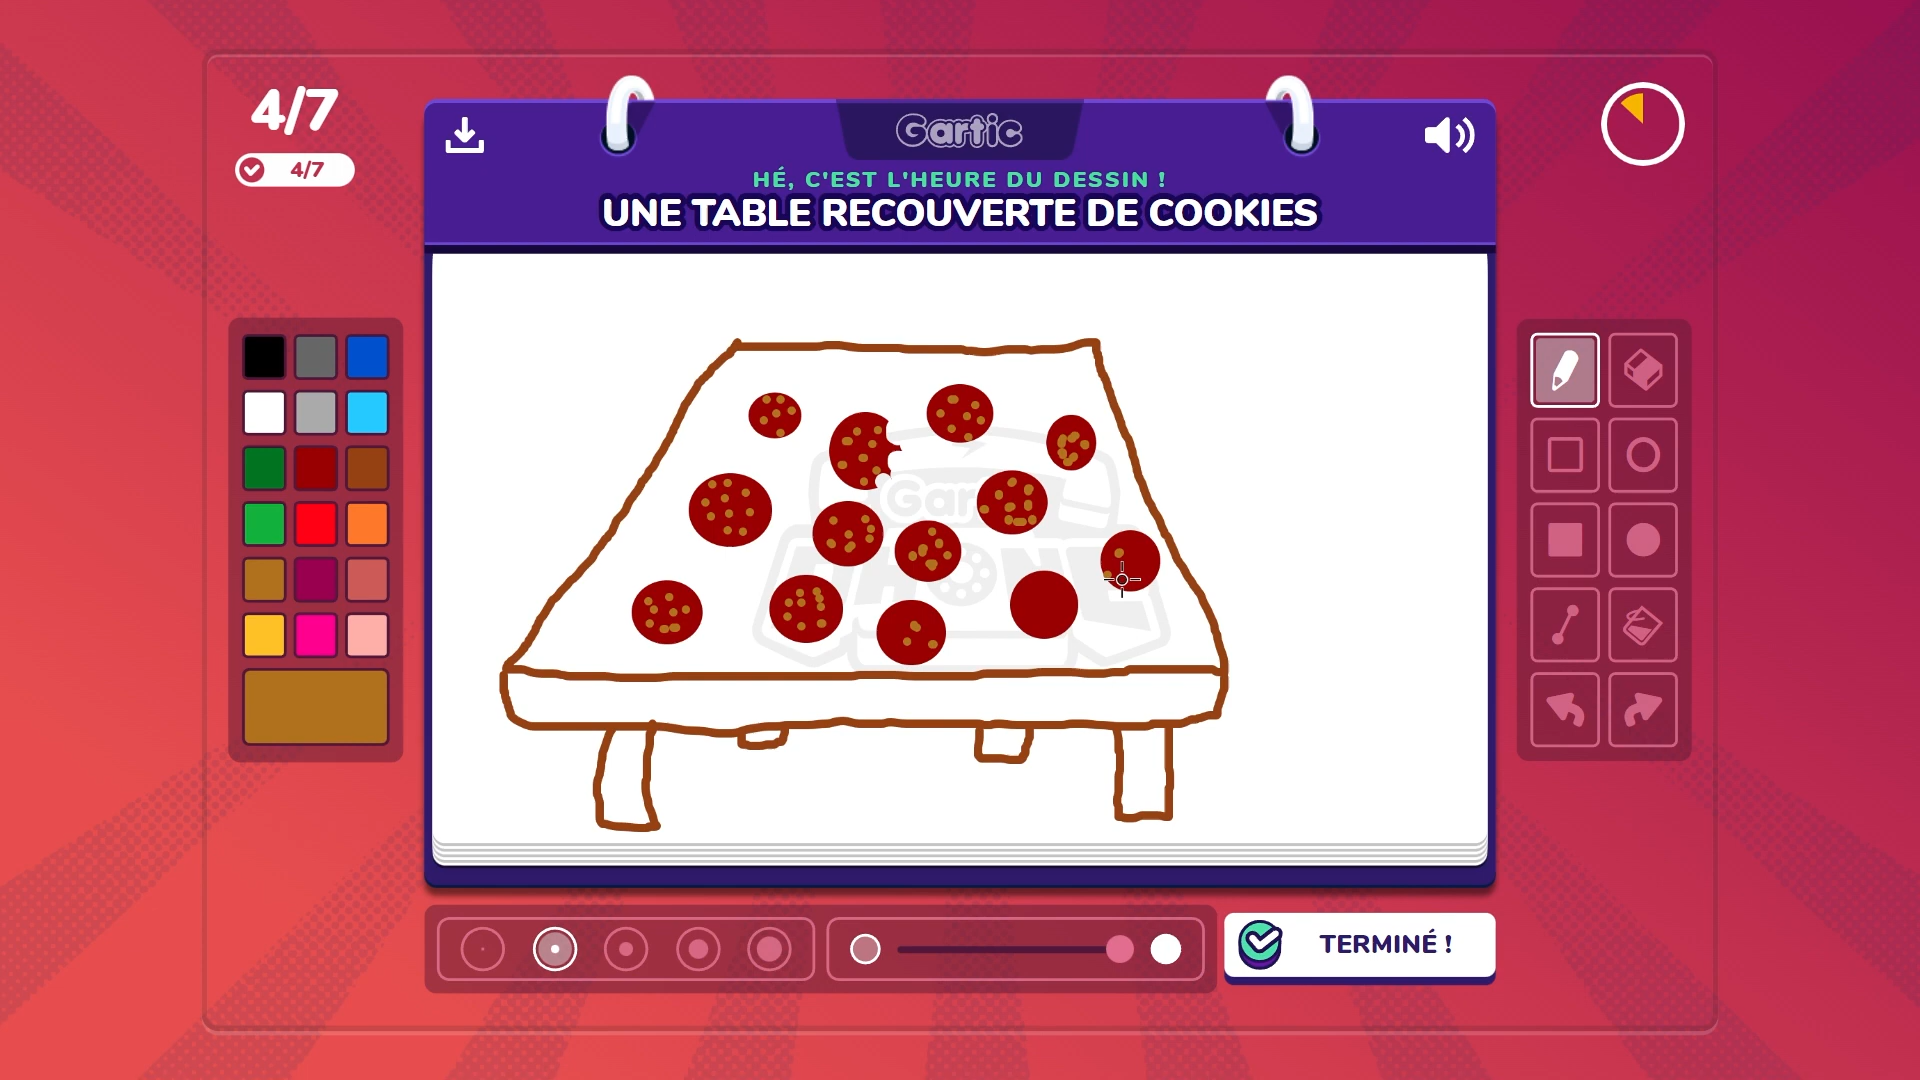 4/7
4/7
Gartic
HÉ, C'EST L'HEURE DU DESSIN !
UNE TABLE RECOUVERTE DE COOKIES
TERMINÉ !